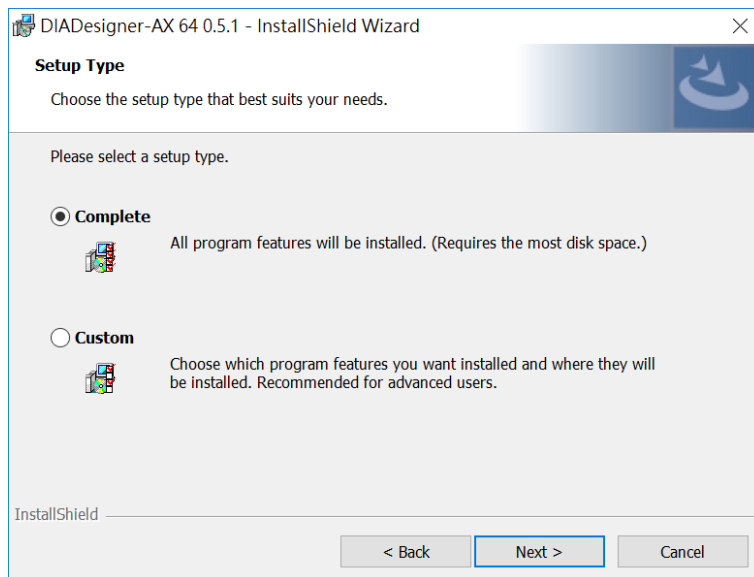 DIADesigner-AX 64 0.5.1 - InstallShield Wizard
Setup Type
Choose the setup type that best suits your needs.
Please select a setup type.
Complete
All program features will be installed. (Requires the most disk space.)
Custom
Choose which program features you want installed and where they will
be installed. Recommended for advanced users.
InstallShield
< Back
Next >
Cancel